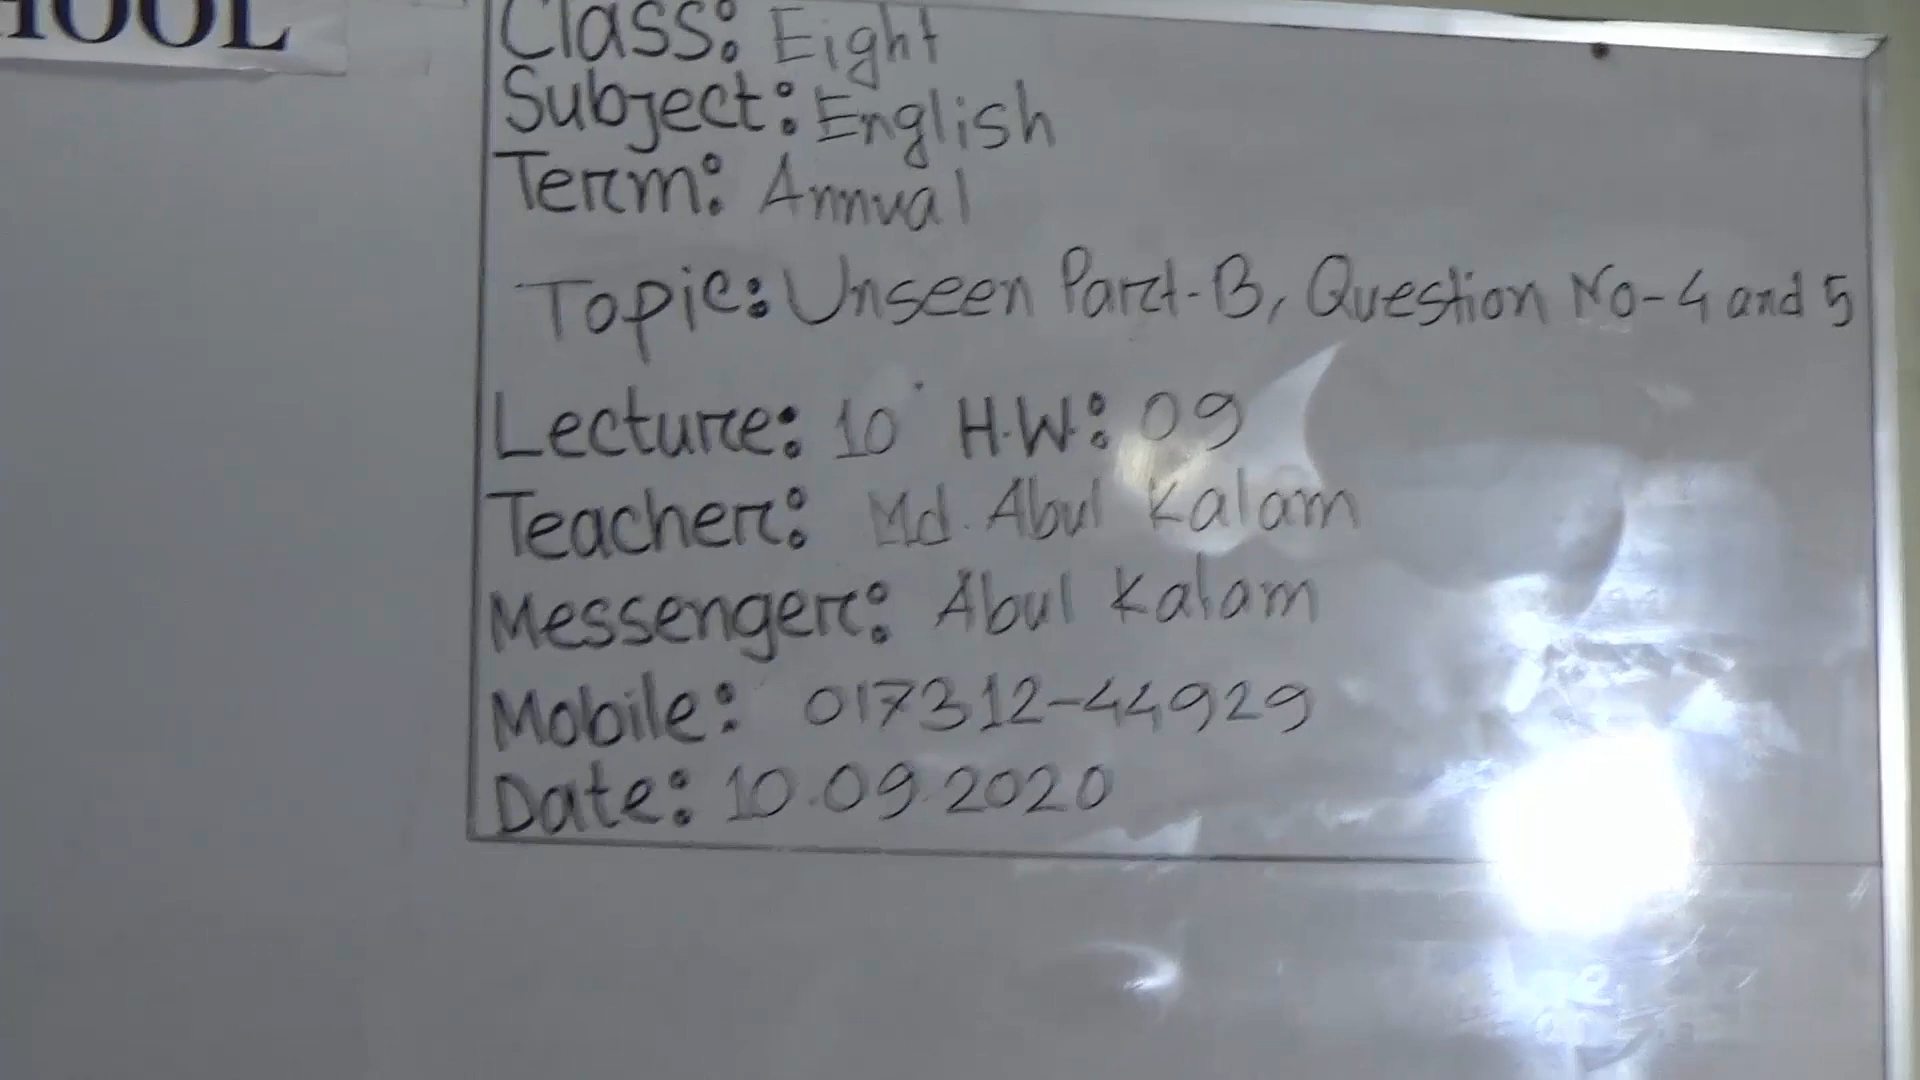 HOOL
Class: Eight
Subject: English
Term: Annual
Topic: Unseen Part-B, Question No-4 and 5
Lecture: 10 H.W: 09
Teacher: Md. Abul Kalam
Messenger: Abul Kalam
Mobile: 017312-44929
Date: 10.09.2020